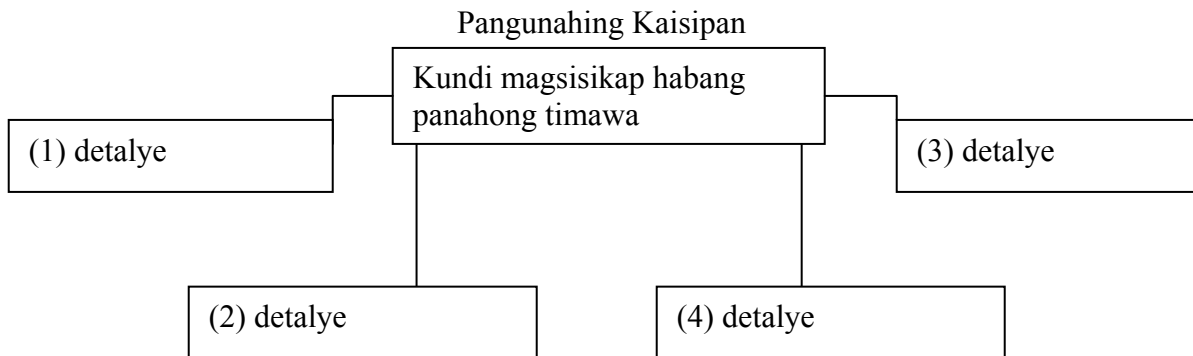 Pangunahing Kaisipan
Kundi magsisikap habang
panahong timawa
(1) detalye
(3) detalye
(2) detalye
(4) detalye